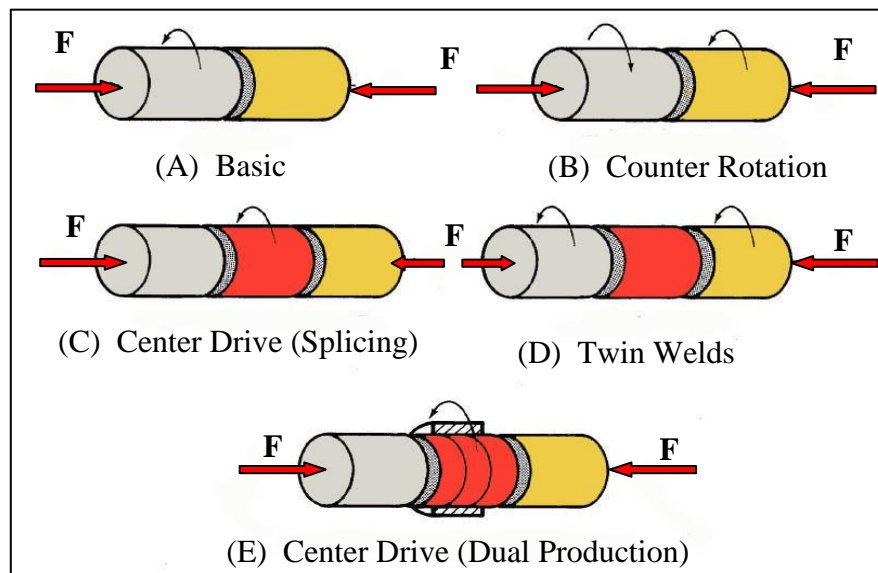 F F F
(A) Basic
(B) Counter Rotation
F F F
(C) Center Drive (Splicing)
(D) Twin Welds
F F
(E) Center Drive (Dual Production)